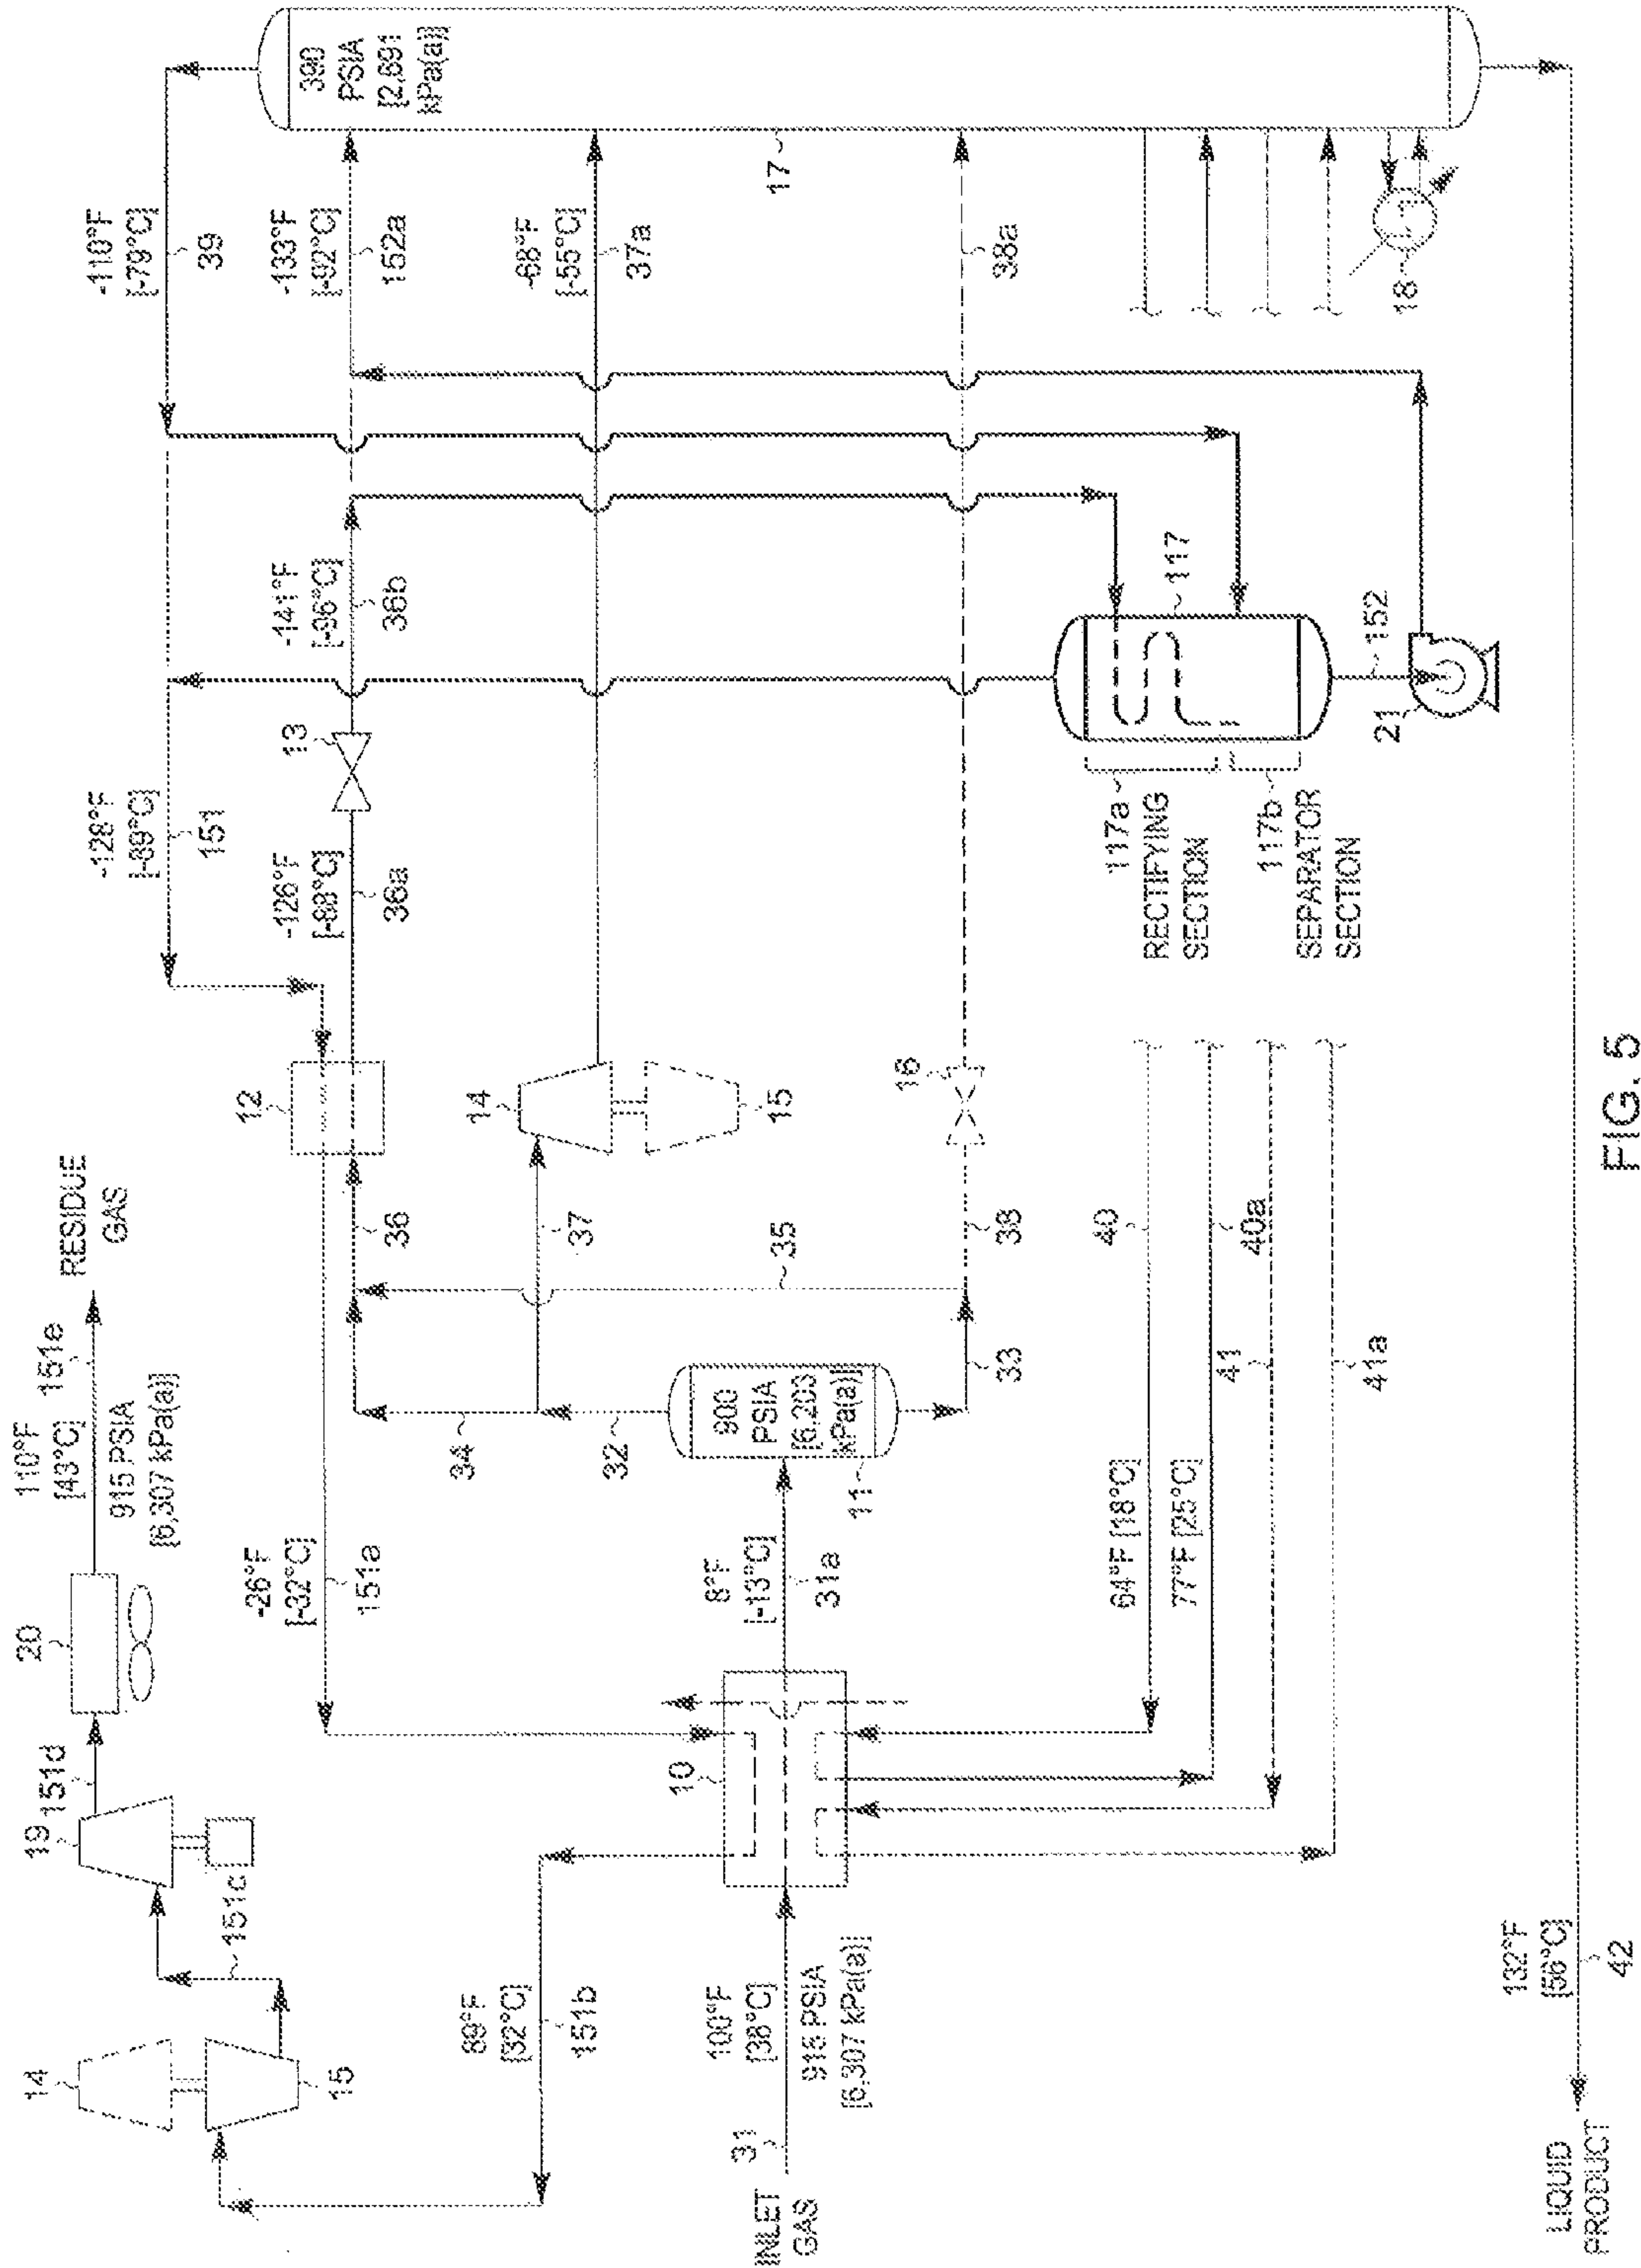 RESIDUE
GAS
110°F
[43°C]
151e
915 PSIA
[6,307 kPa(a)]
20
151d
19
151c
14
15
89°F
[32°C]
151b
-26°F
[-32°C]
151a
12
-128°F
[-89°C]
151
-126°F
[-88°C]
36a
13
-141°F
[-96°C]
36b
-110°F
[-79°C]
39
-133°F
[-92°C]
152a
-68°F
[-55°C]
37a
390
PSIA
[2,691
kPa(a)]
17
38a
18
36
34
37
14
15
35
32
33
38
16
900
PSIA
[6,203
kPa(a)]
11
8°F
[-13°C]
31a
10
INLET
GAS
31
100°F
[38°C]
915 PSIA
[6,307 kPa(a)]
64°F [18°C]
77°F [25°C]
40
40a
41
41a
117
117a
RECTIFYING
SECTION
117b
SEPARATOR
SECTION
152
21
132°F
[56°C]
42
LIQUID
PRODUCT
FIG. 5